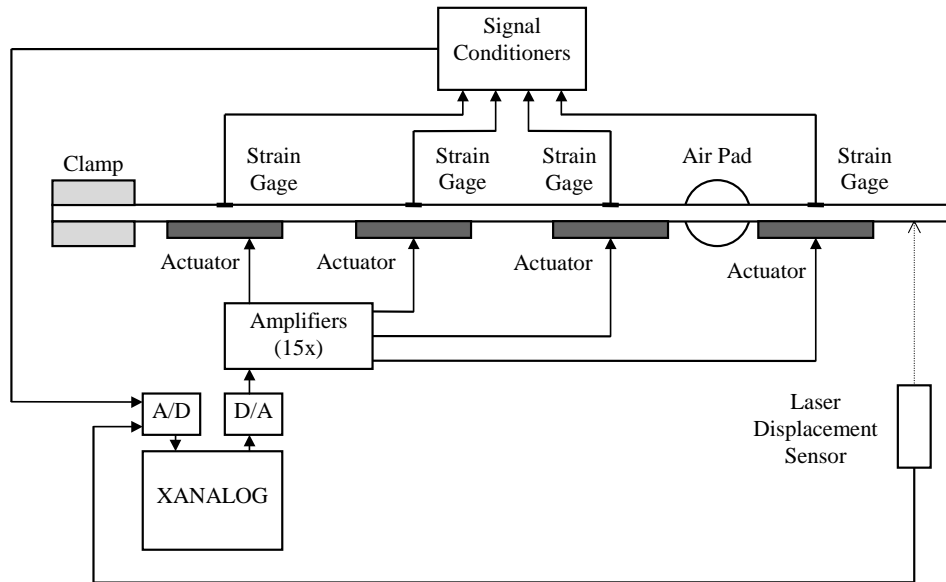 Signal
Conditioners
Clamp
Strain
Gage
Strain
Gage
Strain
Gage
Air Pad
Strain
Gage
Actuator
Actuator
Actuator
Actuator
Amplifiers
(15x)
A/D
D/A
Laser
Displacement
Sensor
XANALOG